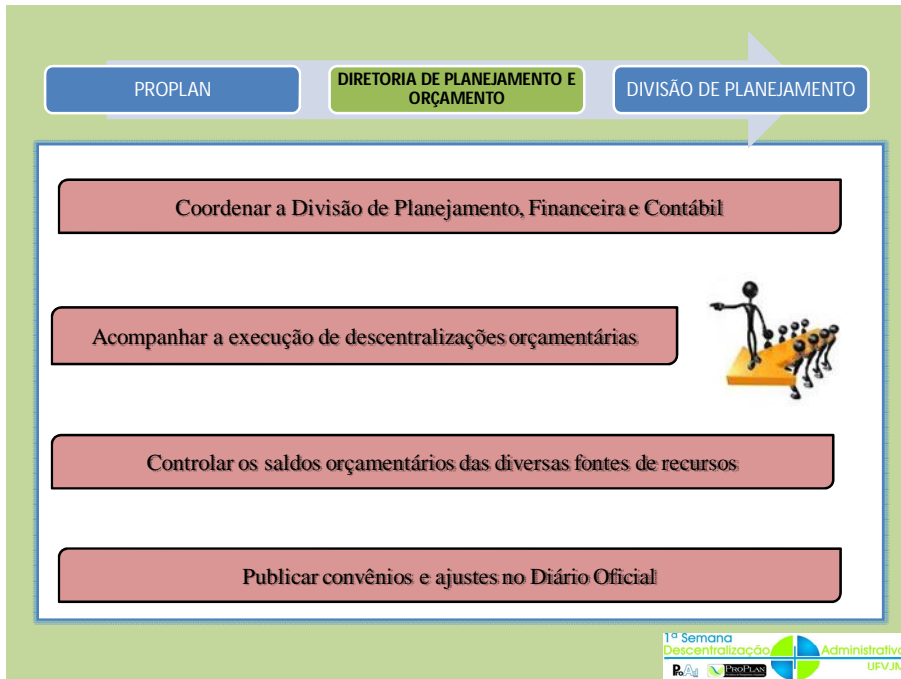 PROPLAN
DIRETORIA DE PLANEJAMENTO E
ORÇAMENTO
DIVISÃO DE PLANEJAMENTO
Coordenar a Divisão de Planejamento, Financeira e Contábil
Acompanhar a execução de descentralizações orçamentárias
Controlar os saldos orçamentários das diversas fontes de recursos
Publicar convênios e ajustes no Diário Oficial
1ª Semana
Descentralização Administrativa
ProAd PROPLAN UFVJM